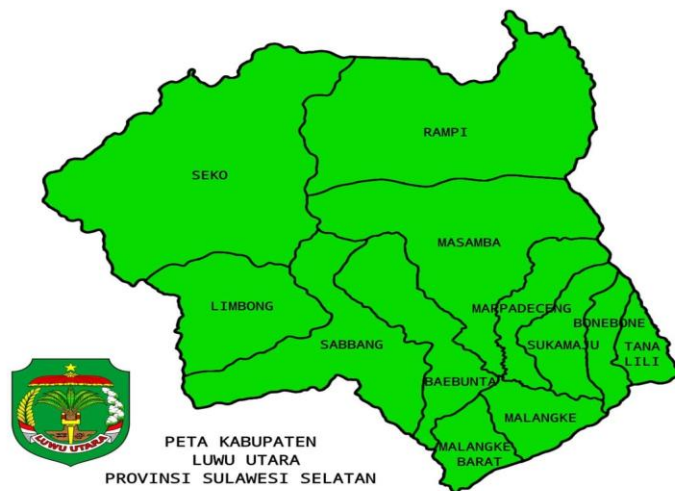 RAMPI
SEKO
MASAMBA
LIMBONG
MARPADECENG
BONEBONE
SABBANG
SUKAMAJU
TANA
LILI
BAEBUNTA
MALANGKE
MALANGKE
BARAT
LUWU UTARA
PETA KABUPATEN
LUWU UTARA
PROVINSI SULAWESI SELATAN